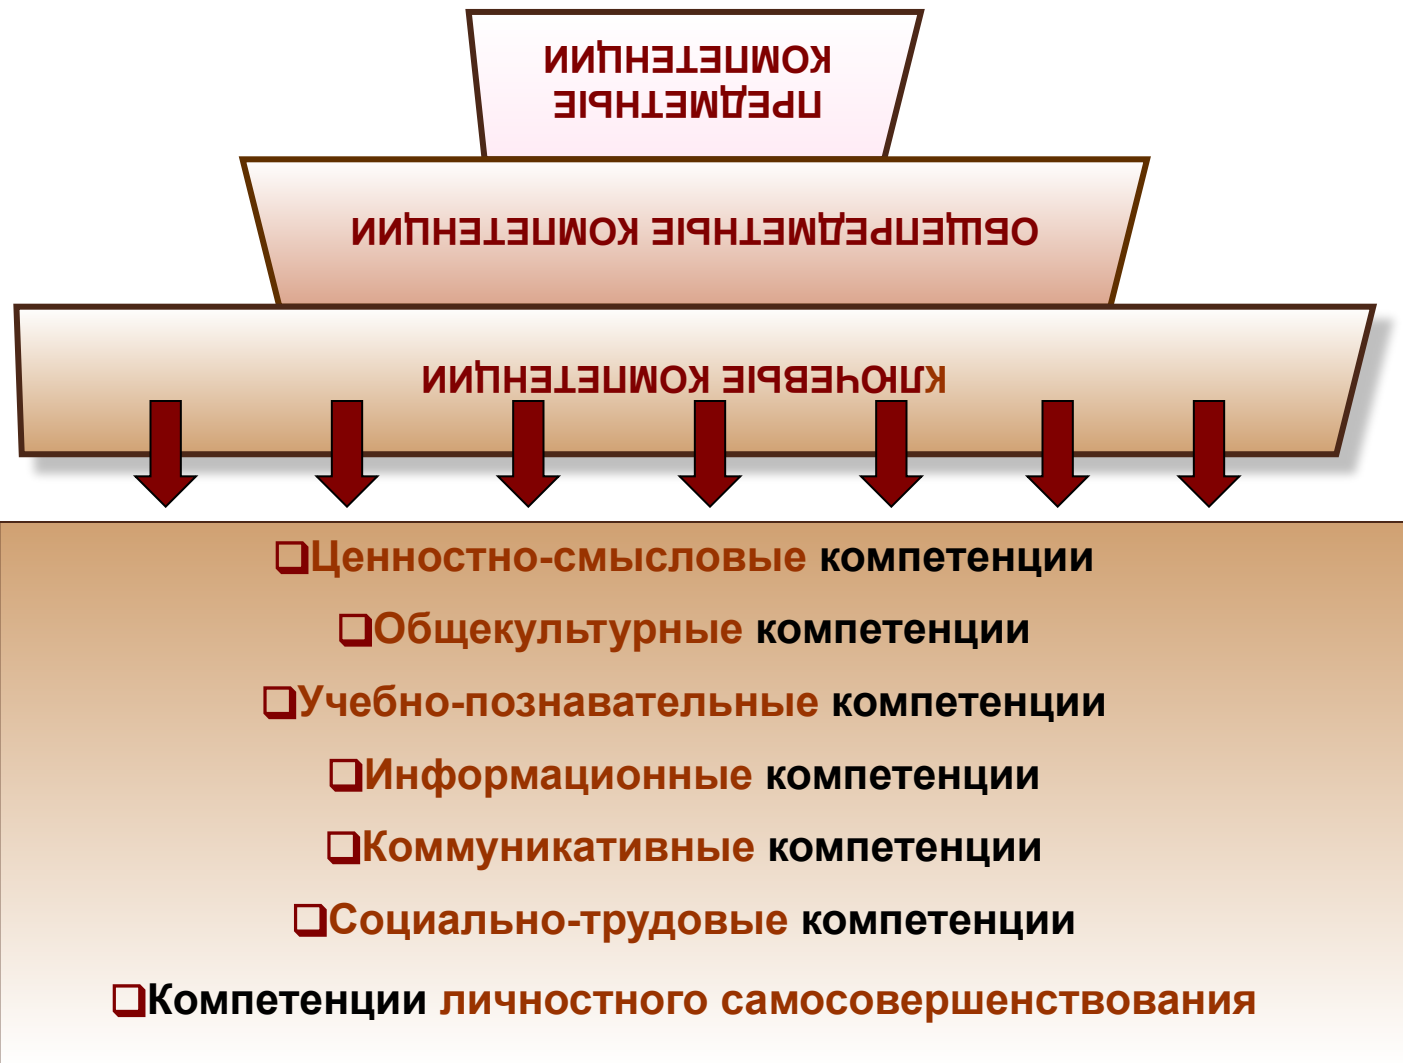 ПРЕДМЕТНЫЕ
КОМПЕТЕНЦИИ
ОБЩЕПРЕДМЕТНЫЕ КОМПЕТЕНЦИИ
КЛЮЧЕВЫЕ КОМПЕТЕНЦИИ
Ценностно-смысловые компетенции
Общекультурные компетенции
Учебно-познавательные компетенции
Информационные компетенции
Коммуникативные компетенции
Социально-трудовые компетенции
Компетенции личностного самосовершенствования